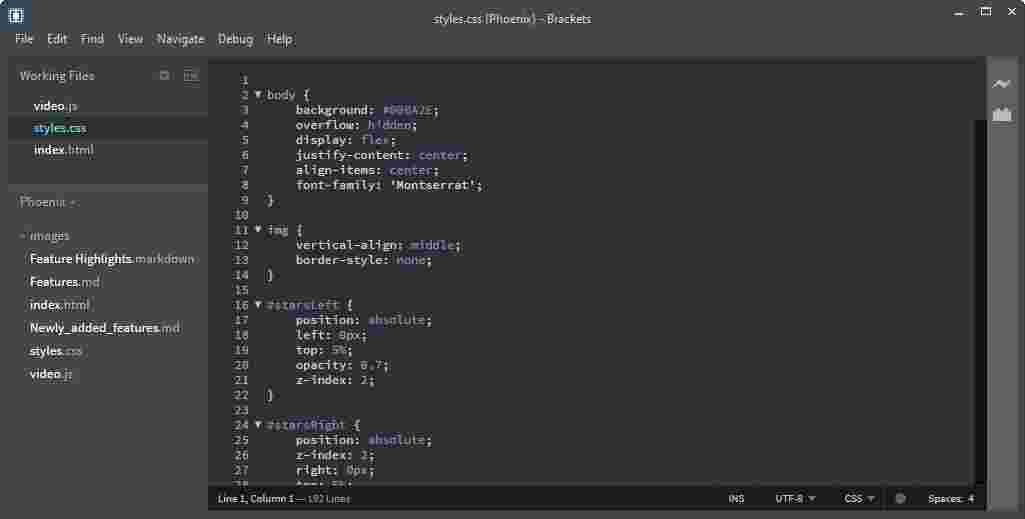 styles.css (Phoenix) - Brackets
File Edit Find View Navigate Debug Help
Working Files
video.js
styles.css
index.html
Phoenix
images
Feature Highlights.markdown
Features.md
index.html
Newly_added_features.md
styles.css
video.js
1
2 body {
3 background: #000A2E;
4 overflow: hidden;
5 display: flex;
6 justify-content: center;
7 align-items: center;
8 font-family: 'Montserrat';
9 }
10
11 img {
12 vertical-align: middle;
13 border-style: none;
14 }
15
16 #starsLeft {
17 position: absolute;
18 left: 0px;
19 top: 5%;
20 opacity: 0.7;
21 z-index: 2;
22 }
23
24 #starsRight {
25 position: absolute;
26 z-index: 2;
27 right: 0px;
28 top: 5%;
Line 1, Column 1 — 192 Lines INS UTF-8 CSS Spaces: 4